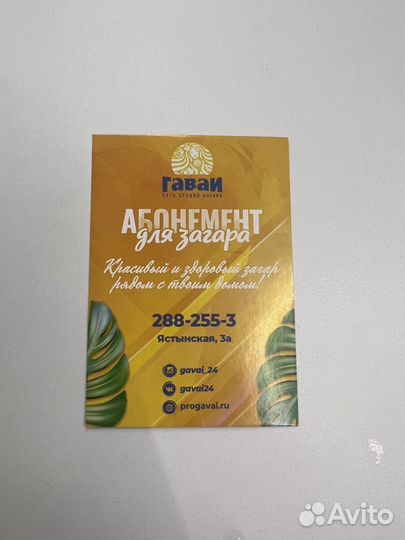 Гаваи
СЕТЬ СТУДИЙ ЗАГАРА
АБОНЕМЕНТ
для загара
Красивый и здоровый загар
рядом с твоим домом!
288-255-3
Ястынская, 3а
gavai_24
gavai24
progavai.ru
Avito